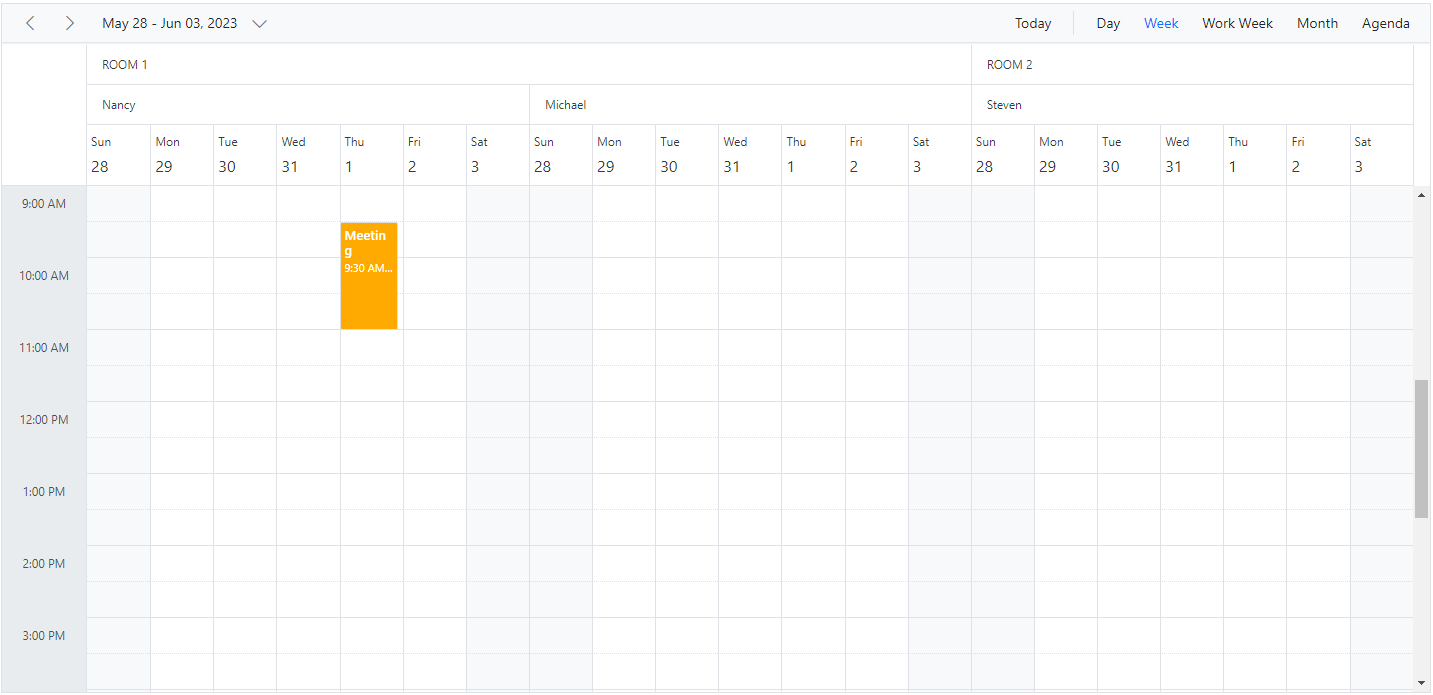 May 28 - Jun 03, 2023 Today Day Week Work Week Month Agenda
ROOM 1 ROOM 2
Nancy Michael Steven
Sun Mon Tue Wed Thu Fri Sat Sun Mon Tue Wed Thu Fri Sat Sun Mon Tue Wed Thu Fri Sat
28 29 30 31 1 2 3 28 29 30 31 1 2 3 28 29 30 31 1 2 3
9:00 AM
Meetin
g
9:30 AM...
10:00 AM
11:00 AM
12:00 PM
1:00 PM
2:00 PM
3:00 PM